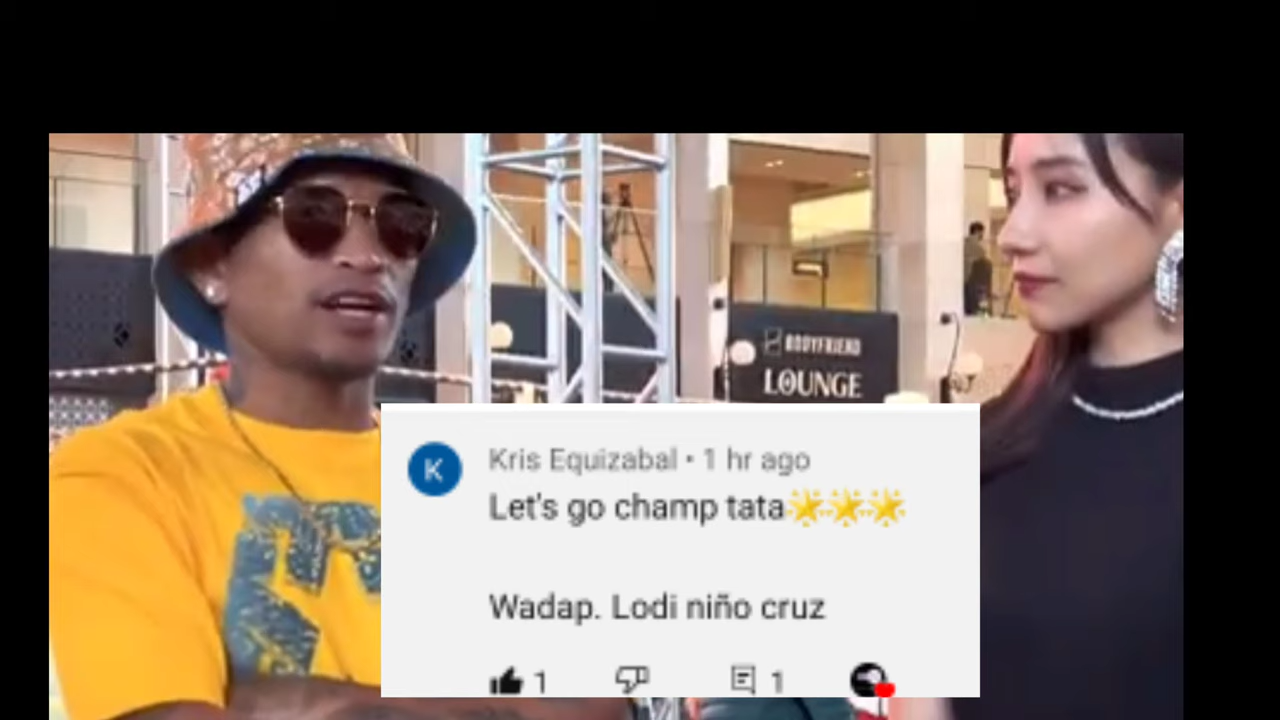 BODYFRIEND
LOUNGE
K
Kris Equizabal • 1 hr ago
Let's go champ tata🌟🌟🌟
Wadap. Lodi niño cruz
1
1